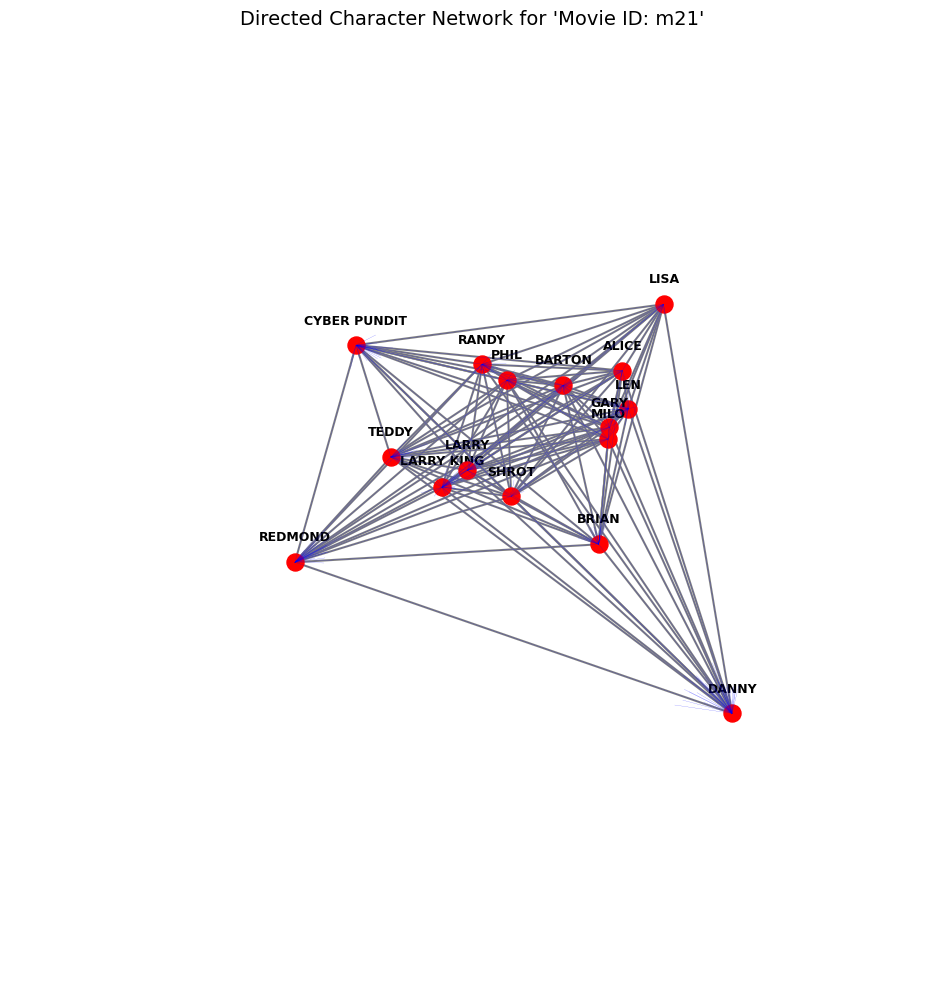 Directed Character Network for 'Movie ID: m21'
LISA
CYBER PUNDIT
RANDY
ALICE
PHIL
BARTON
LEN
GARY
MILO
TEDDY
LARRY
LARRY KING
SHROT
BRIAN
REDMOND
DANNY